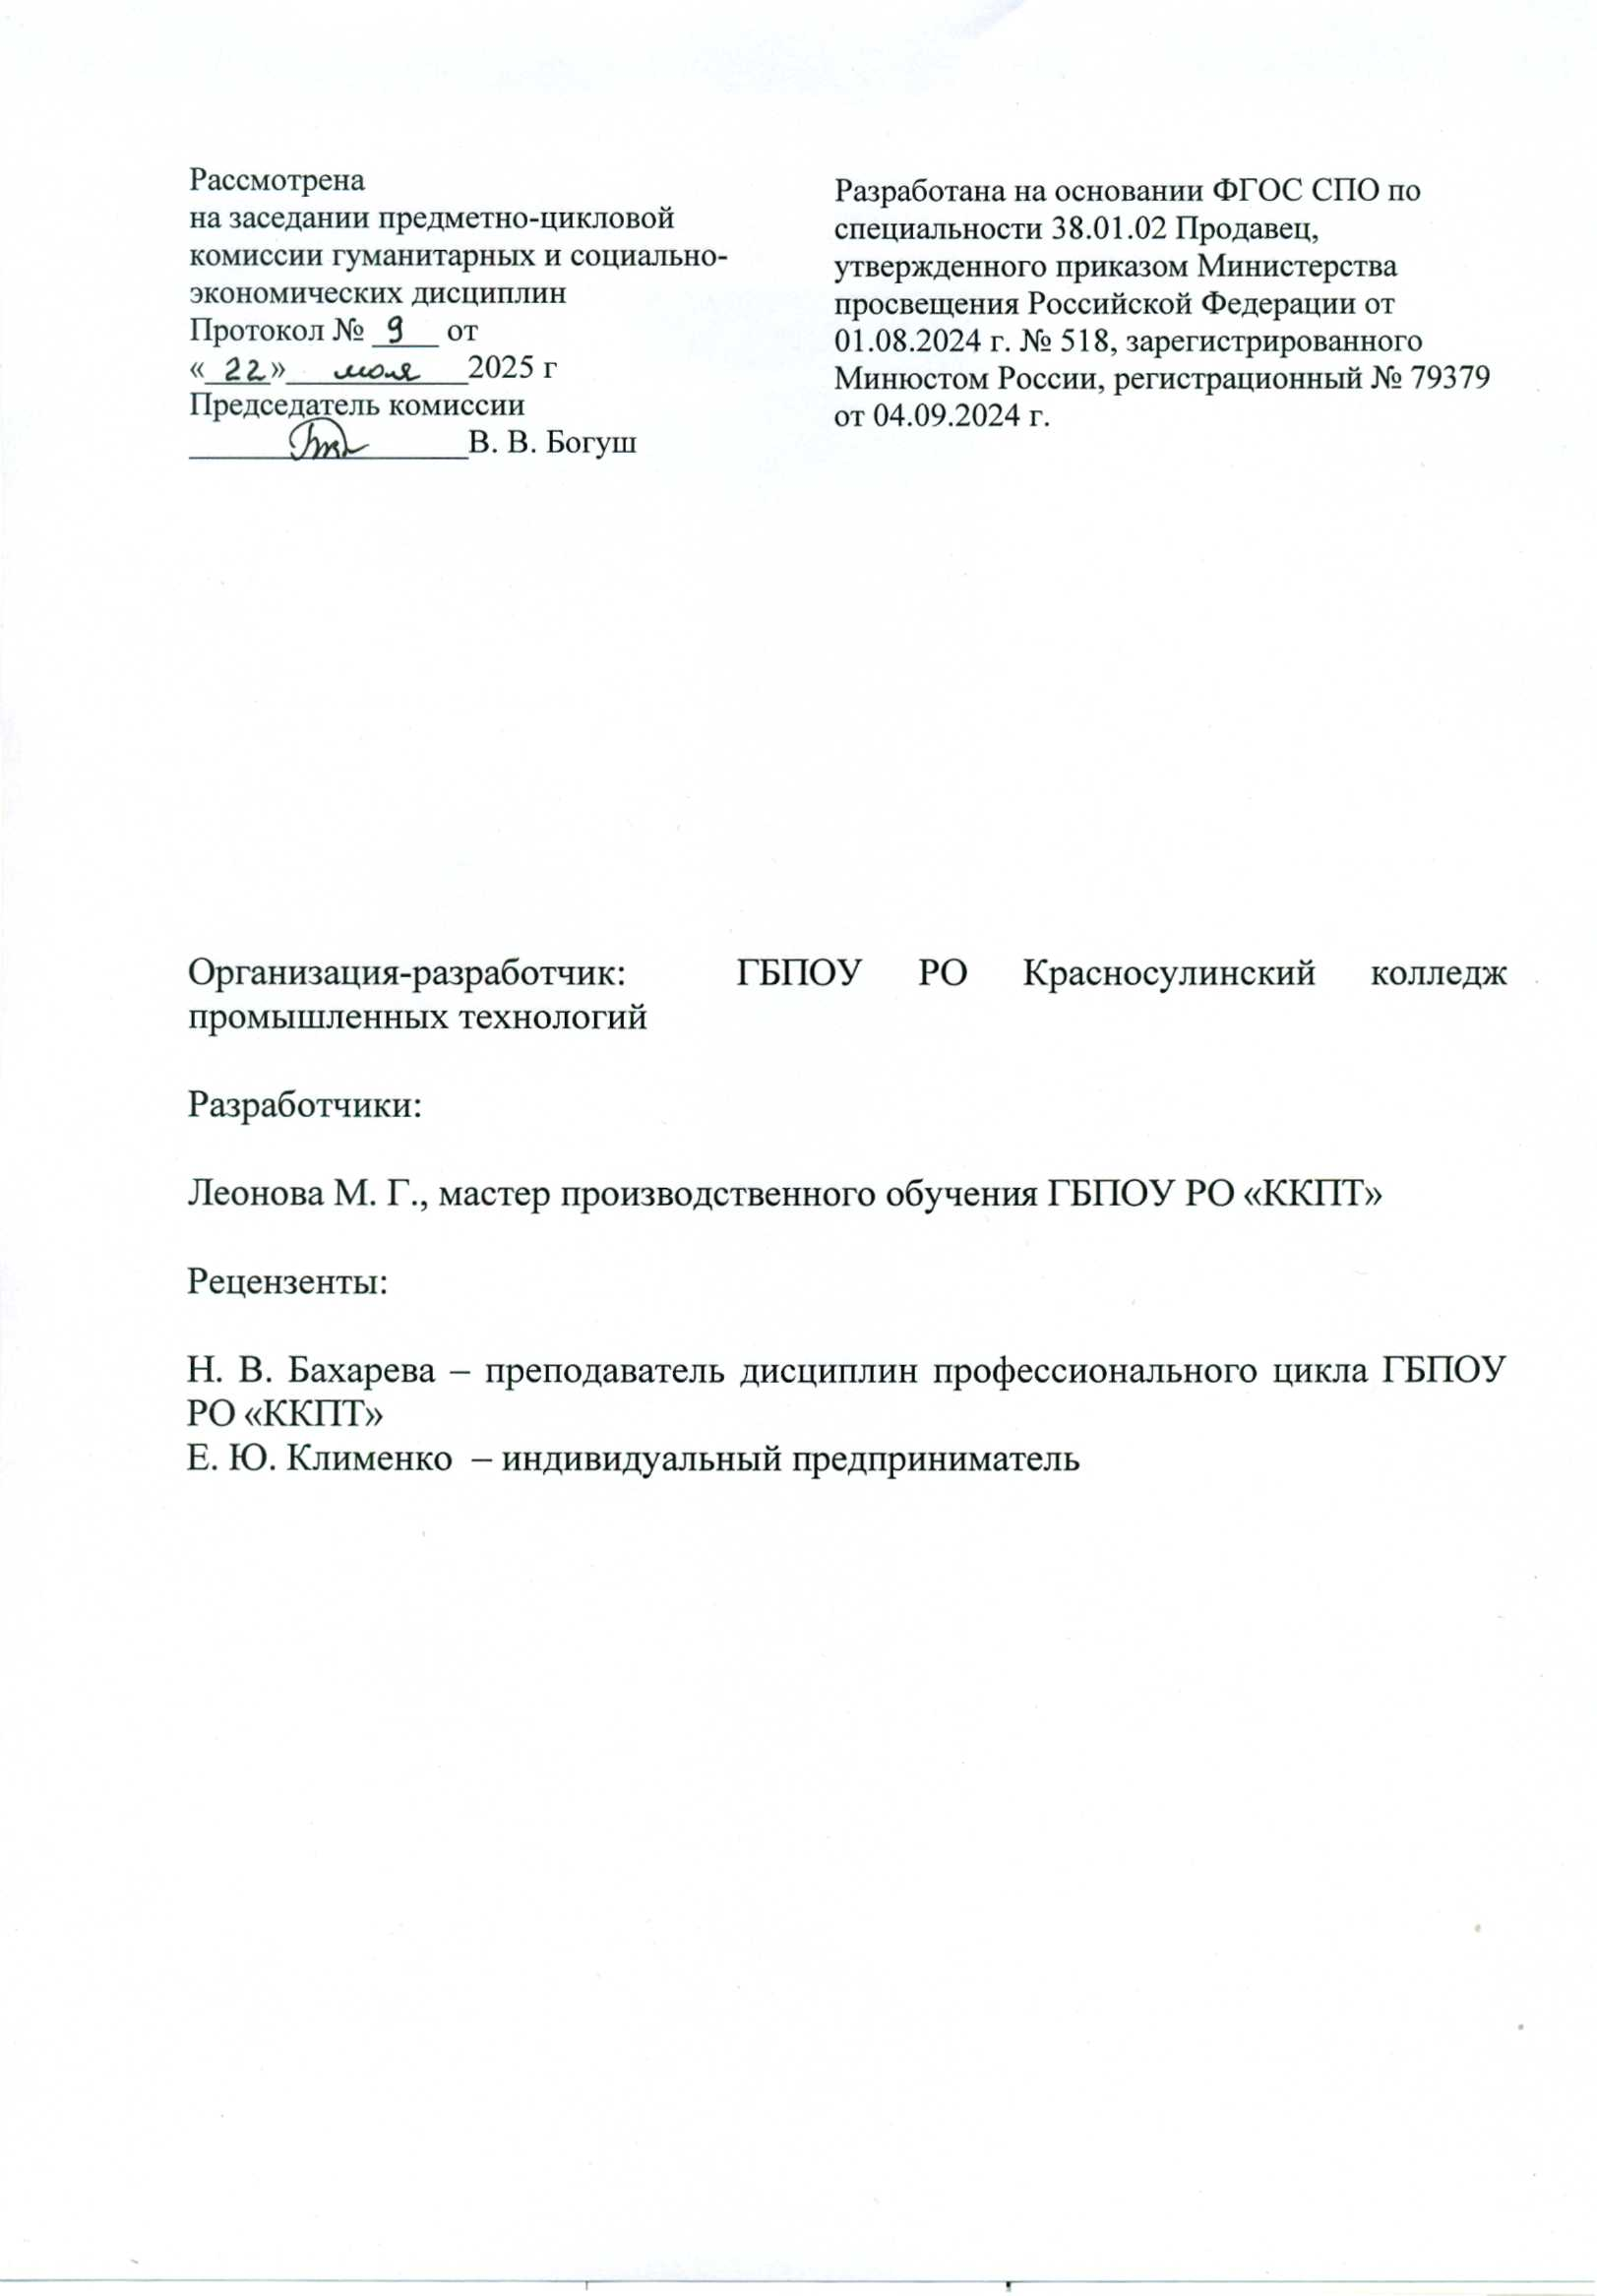 Рассмотрена
на заседании предметно-цикловой
комиссии гуманитарных и социально-
экономических дисциплин
Протокол № 9 от
«22» июля 2025 г
Председатель комиссии
В. В. Богуш
Разработана на основании ФГОС СПО по
специальности 38.01.02 Продавец,
утвержденного приказом Министерства
просвещения Российской Федерации от
01.08.2024 г. № 518, зарегистрированного
Минюстом России, регистрационный № 79379
от 04.09.2024 г.
Организация-разработчик: ГБПОУ РО Красносулинский колледж
промышленных технологий
Разработчики:
Леонова М. Г., мастер производственного обучения ГБПОУ РО «ККПТ»
Рецензенты:
Н. В. Бахарева – преподаватель дисциплин профессионального цикла ГБПОУ
РО «ККПТ»
Е. Ю. Клименко – индивидуальный предприниматель